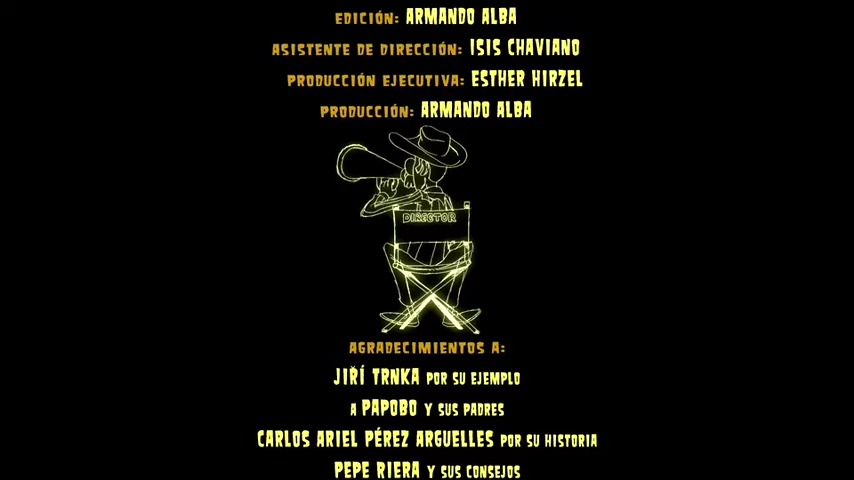 EDICIÓN: ARMANDO ALBA
ASISTENTE DE DIRECCIÓN: ISIS CHAVIANO
PRODUCCIÓN EJECUTIVA: ESTHER HIRZEL
PRODUCCIÓN: ARMANDO ALBA
DIRECTOR
AGRADECIMIENTOS A:
JIŘÍ TRNKA POR SU EJEMPLO
A PAPOBO Y SUS PADRES
CARLOS ARIEL PÉREZ ARGUELLES POR SU HISTORIA
PEPE RIERA Y SUS CONSEJOS